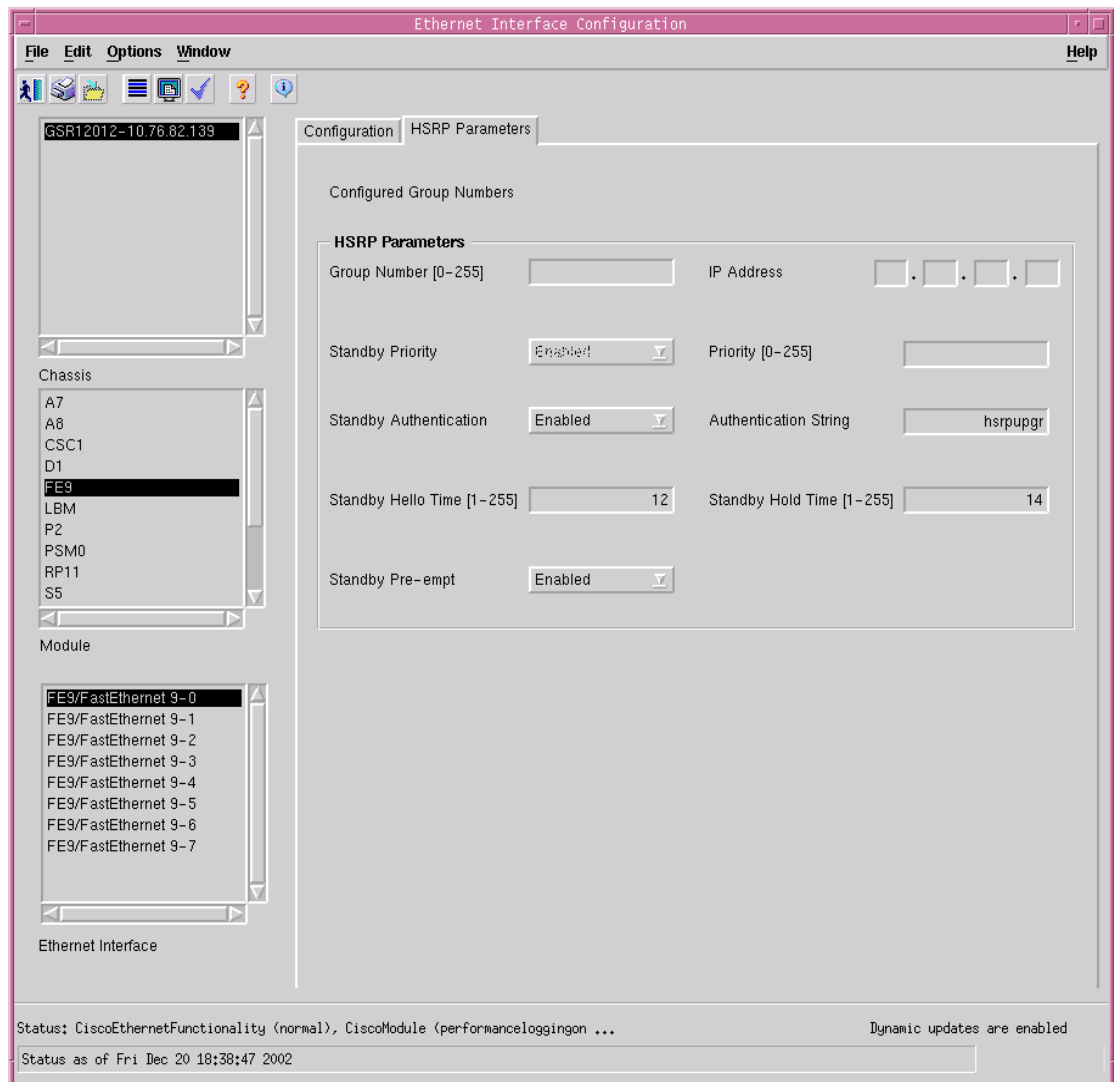 Ethernet Interface Configuration
File Edit Options Window Help
GSR12012-10.76.82.139
Chassis
A7
A8
CSC1
D1
FE9
LBM
P2
PSM0
RP11
S5
Module
FE9/FastEthernet 9-0
FE9/FastEthernet 9-1
FE9/FastEthernet 9-2
FE9/FastEthernet 9-3
FE9/FastEthernet 9-4
FE9/FastEthernet 9-5
FE9/FastEthernet 9-6
FE9/FastEthernet 9-7
Ethernet Interface
Configuration HSRP Parameters
Configured Group Numbers
HSRP Parameters
Group Number [0-255] IP Address . . .
Standby Priority Enabled Priority [0-255]
Standby Authentication Enabled Authentication String hsrpupgr
Standby Hello Time [1-255] 12 Standby Hold Time [1-255] 14
Standby Pre-empt Enabled
Status: CiscoEthernetFunctionality (normal), CiscoModule (performanceloggingon ... Dynamic updates are enabled
Status as of Fri Dec 20 18:38:47 2002